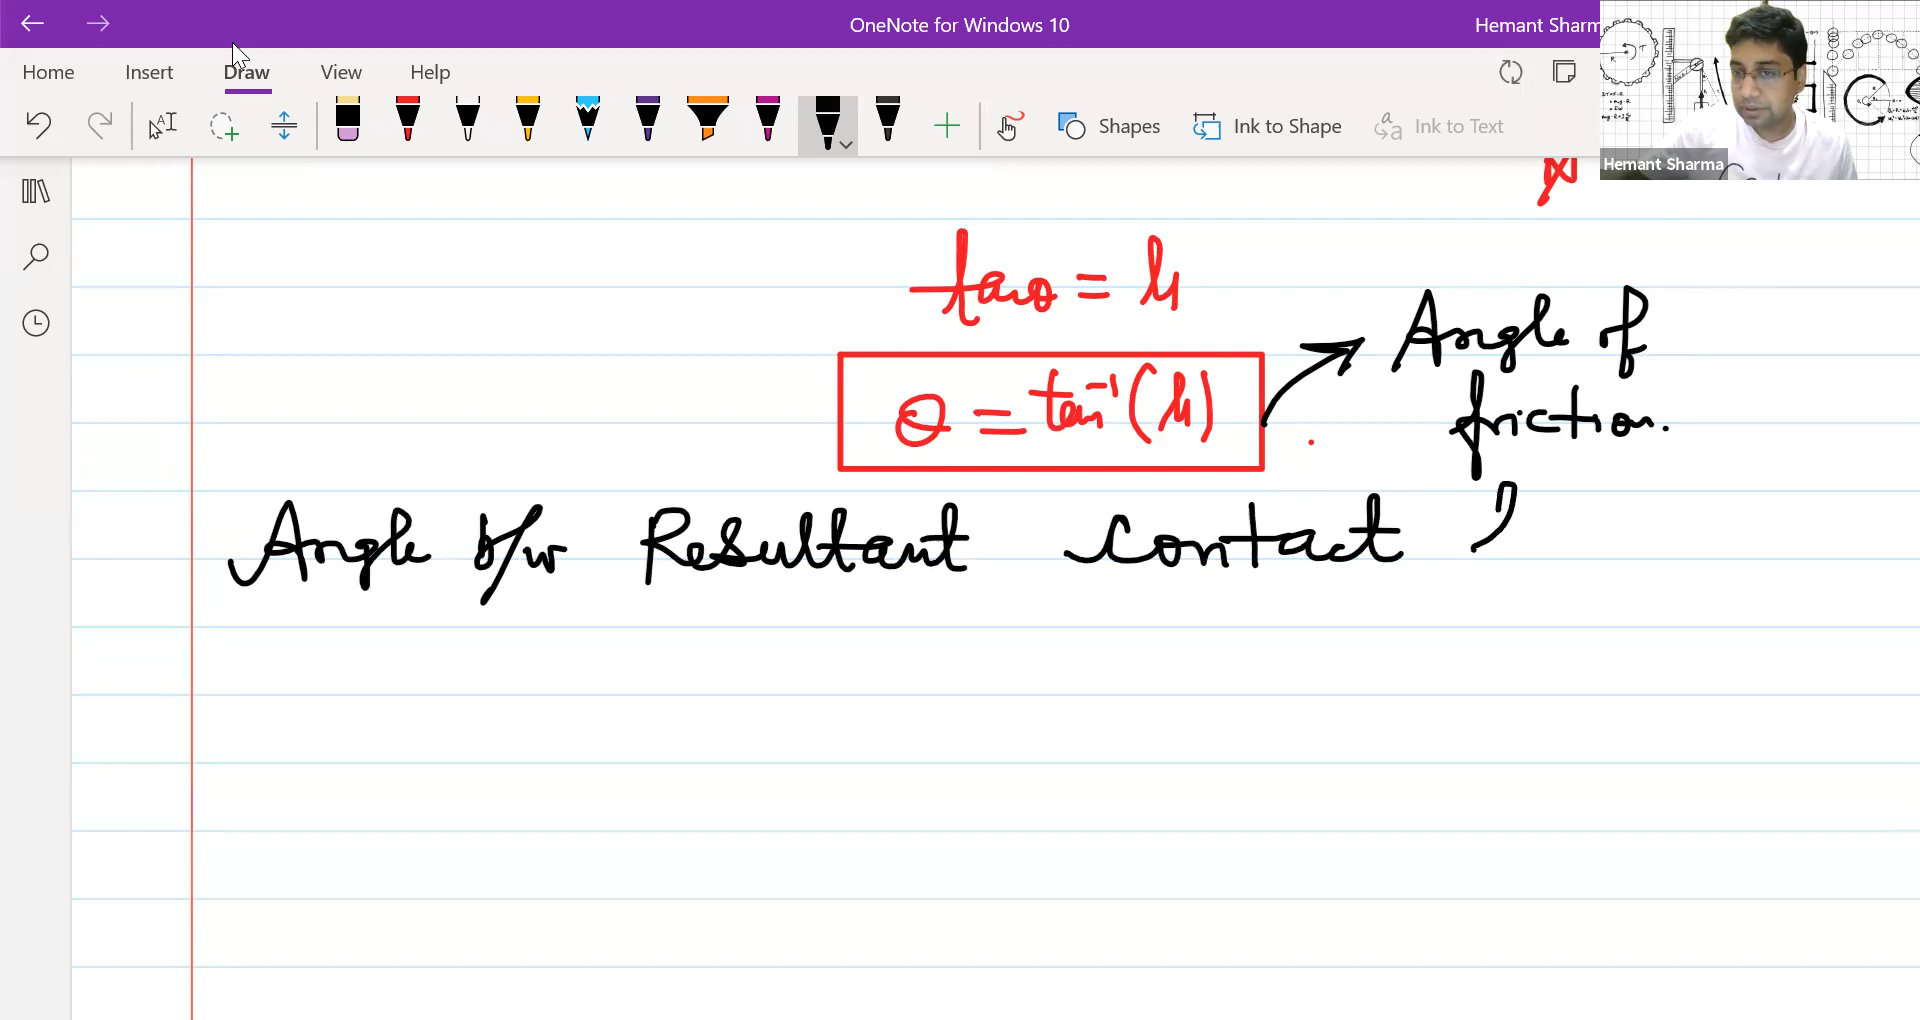 OneNote for Windows 10
Hemant Sharm
Home Insert Draw View Help
Shapes Ink to Shape Ink to Text
Hemant Sharma
tanθ = μ
θ = tan⁻¹(μ)
Angle of
friction.
Angle b/w Resultant contact